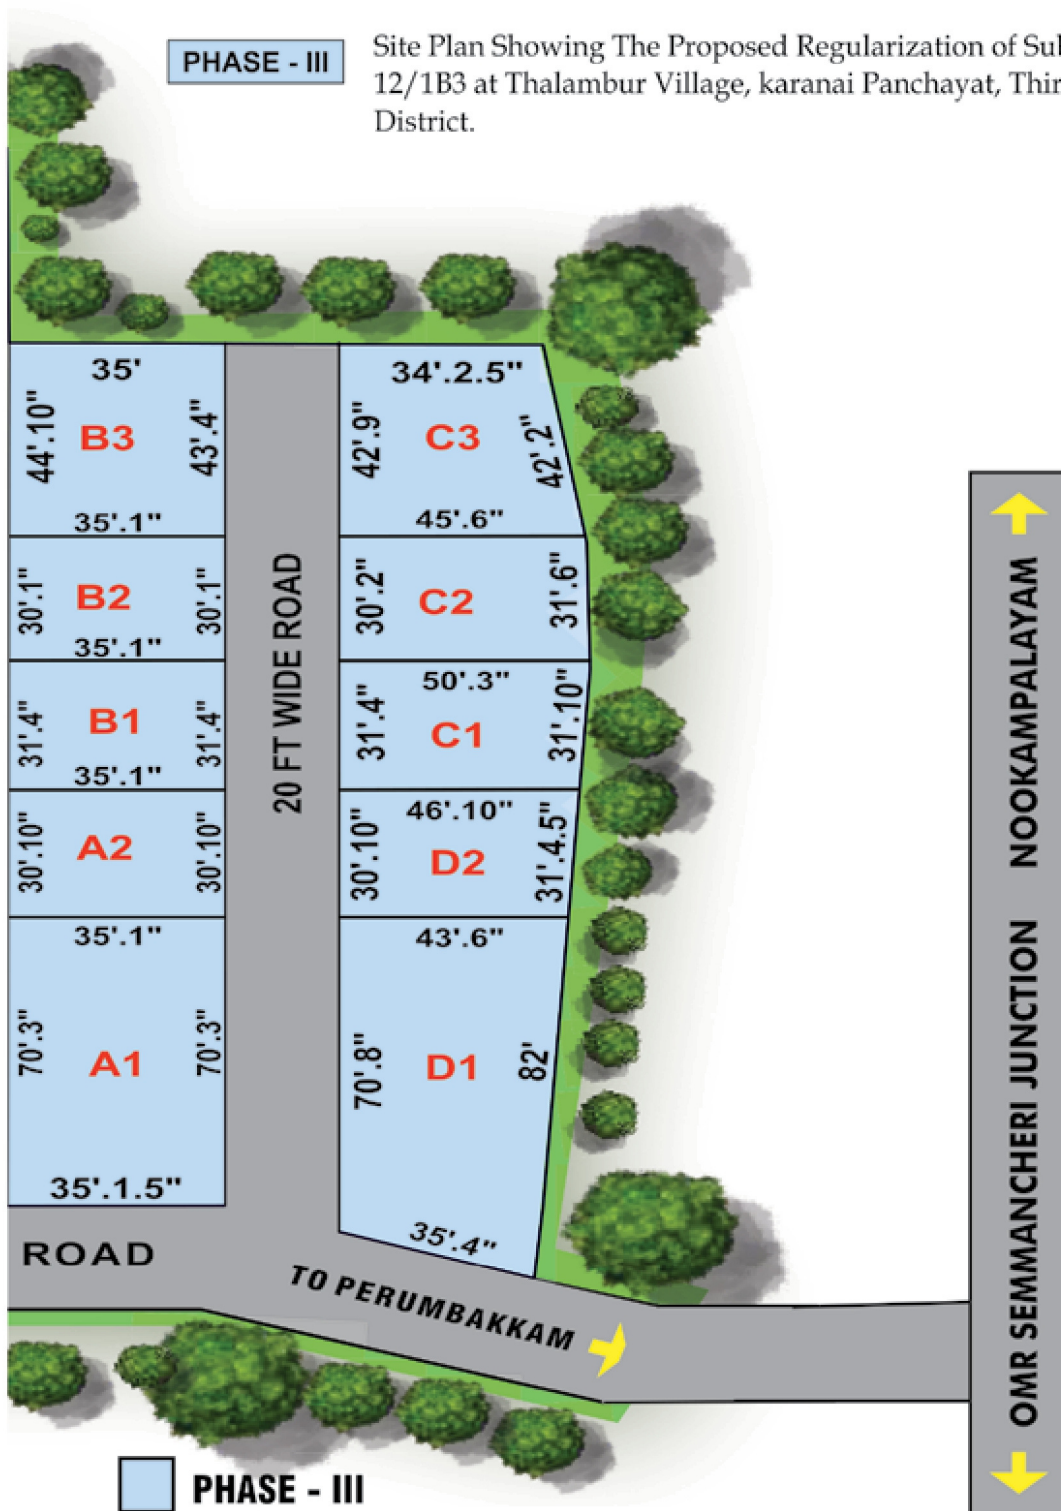 PHASE - III
Site Plan Showing The Proposed Regularization of
12/1B3 at Thalambur Village, karanai Panchayat,
District.
35'
44'.10"
B3
43'.4"
35'.1"
34'.2.5"
42'.9"
C3
42'.2"
45'.6"
30'.1"
B2
30'.1"
35'.1"
30'.2"
C2
31'.6"
31'.4"
B1
31'.4"
35'.1"
50'.3"
31'.4"
C1
31'.10"
30'.10"
A2
30'.10"
46'.10"
30'.10"
D2
31'.4.5"
35'.1"
70'.3"
A1
70'.3"
35'.1.5"
43'.6"
70'.8"
D1
82'
35'.4"
20 FT WIDE ROAD
ROAD
TO PERUMBAKKAM
OMR SEMMANCHERI JUNCTION NOOKAMPALAYAM
PHASE - III